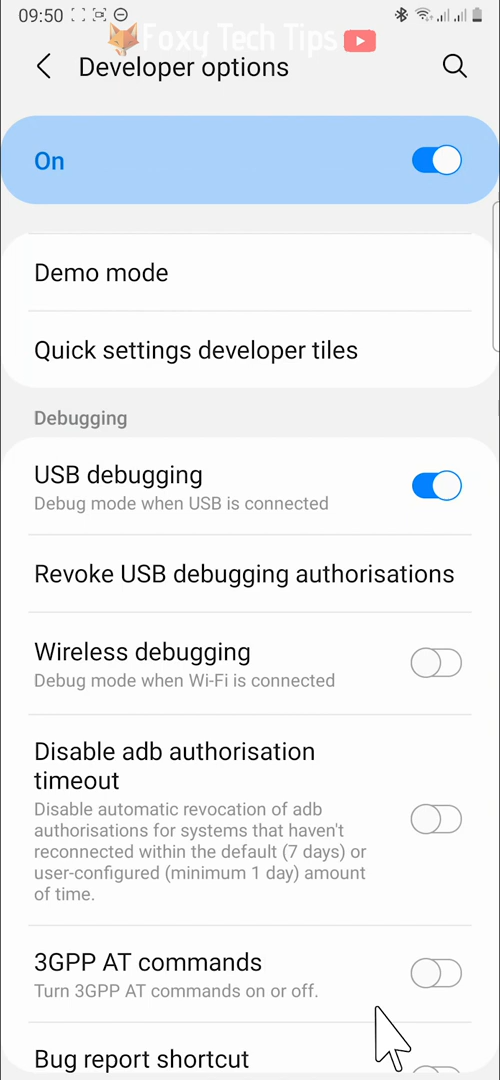 09:50
Foxy Tech Tips
Developer options
On
Demo mode
Quick settings developer tiles
Debugging
USB debugging
Debug mode when USB is connected
Revoke USB debugging authorisations
Wireless debugging
Debug mode when Wi-Fi is connected
Disable adb authorisation
timeout
Disable automatic revocation of adb
authorisations for systems that haven't
reconnected within the default (7 days) or
user-configured (minimum 1 day) amount
of time.
3GPP AT commands
Turn 3GPP AT commands on or off.
Bug report shortcut